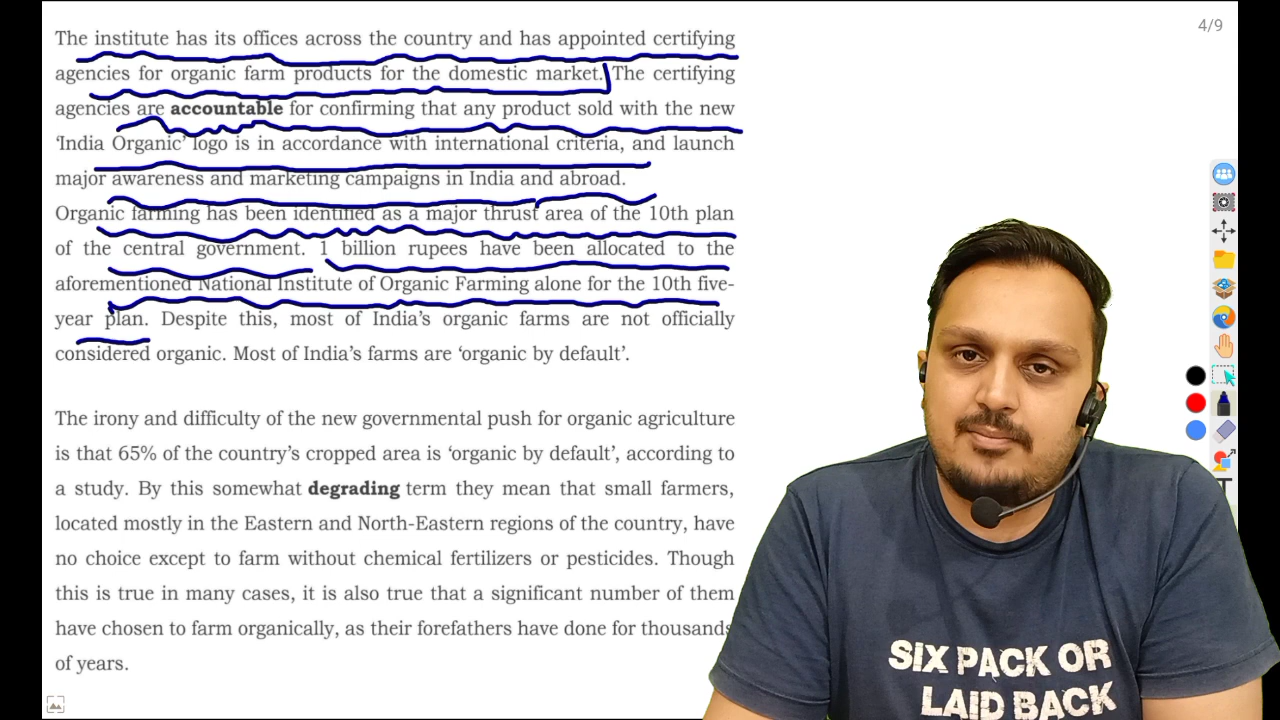 4/9
The institute has its offices across the country and has appointed certifying
agencies for organic farm products for the domestic market. The certifying
agencies are accountable for confirming that any product sold with the new
‘India Organic’ logo is in accordance with international criteria, and launch
major awareness and marketing campaigns in India and abroad.
Organic farming has been identified as a major thrust area of the 10th plan
of the central government. 1 billion rupees have been allocated to the
aforementioned National Institute of Organic Farming alone for the 10th five-
year plan. Despite this, most of India’s organic farms are not officially
considered organic. Most of India’s farms are ‘organic by default’.
The irony and difficulty of the new governmental push for organic agriculture
is that 65% of the country’s cropped area is ‘organic by default’, according to
a study. By this somewhat degrading term they mean that small farmers,
located mostly in the Eastern and North-Eastern regions of the country, have
no choice except to farm without chemical fertilizers or pesticides. Though
this is true in many cases, it is also true that a significant number of them
have chosen to farm organically, as their forefathers have done for thousands
of years.
SIX PACK OR
LAID BACK